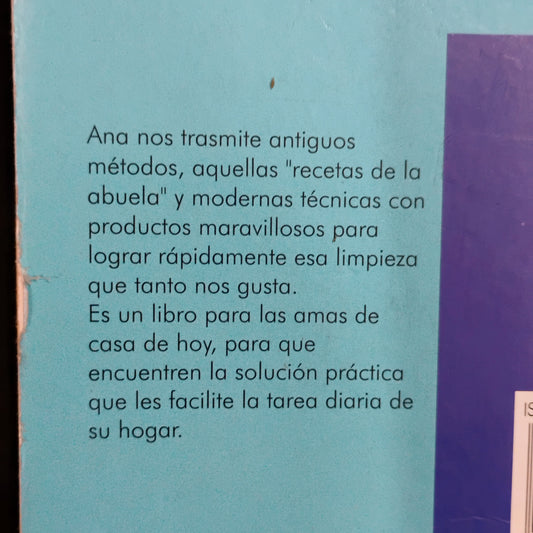 Ana nos trasmite antiguos
métodos, aquellas "recetas de la
abuela" y modernas técnicas con
productos maravillosos para
lograr rápidamente esa limpieza
que tanto nos gusta.
Es un libro para las amas de
casa de hoy, para que
encuentren la solución práctica
que les facilite la tarea diaria de
su hogar.